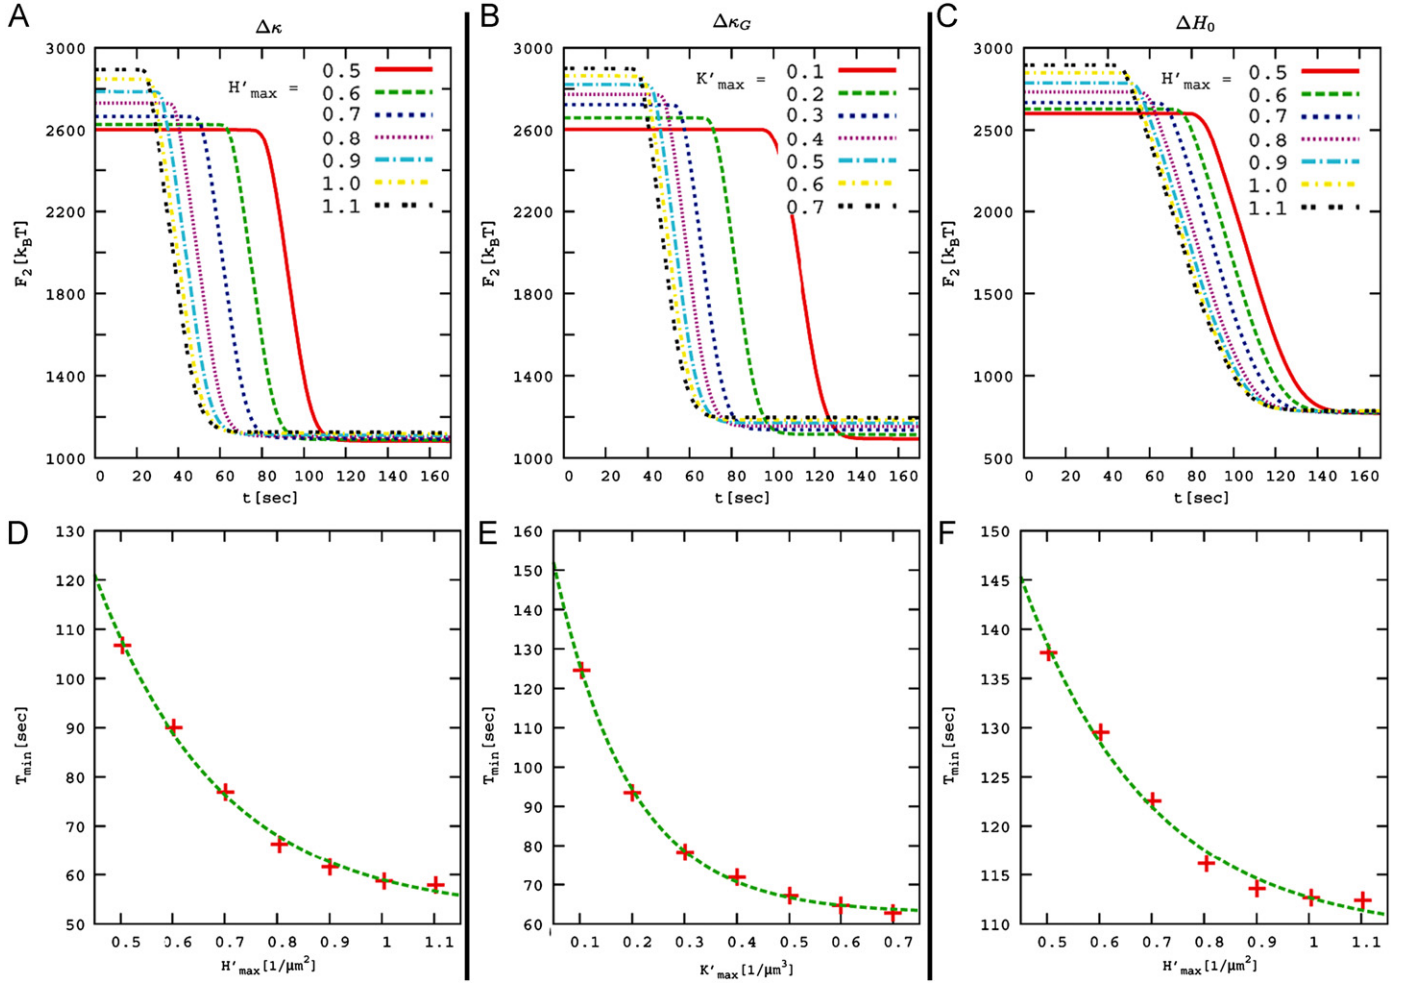 A
Δκ
3000
2600
2200
1800
1400
1000
F₂[k_BT]
0 20 40 60 80 100 120 140 160
t[sec]
H'max =
0.5
0.6
0.7
0.8
0.9
1.0
1.1
B
Δκ_G
3000
2600
2200
1800
1400
1000
F₂[k_BT]
0 20 40 60 80 100 120 140 160
t[sec]
K'max =
0.1
0.2
0.3
0.4
0.5
0.6
0.7
C
ΔH₀
3000
2500
2000
1500
1000
500
F₂[k_BT]
0 20 40 60 80 100 120 140 160
t[sec]
H'max =
0.5
0.6
0.7
0.8
0.9
1.0
1.1
D
130
120
110
100
90
80
70
60
50
Tmin[sec]
0.5 0.6 0.7 0.8 0.9 1 1.1
H'max[1/μm²]
E
160
150
140
130
120
110
100
90
80
70
60
Tmin[sec]
0.1 0.2 0.3 0.4 0.5 0.6 0.7
K'max[1/μm³]
F
150
145
140
135
130
125
120
115
110
Tmin[sec]
0.5 0.6 0.7 0.8 0.9 1 1.1
H'max[1/μm²]